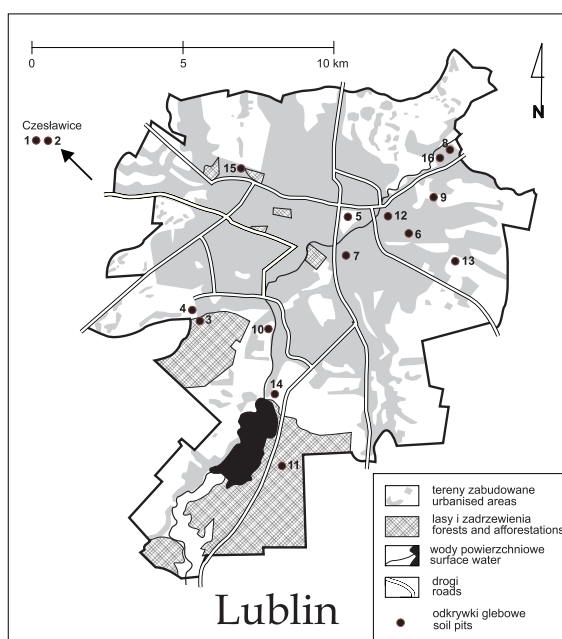 0 5 10 km
N
Czesławice
1 2
8
16
15
9
5 12
6
7
13
4
3
10
14
11
tereny zabudowane
urbanised areas
lasy i zadrzewienia
forests and afforestations
wody powierzchniowe
surface water
drogi
roads
odkrywki glebowe
soil pits
Lublin